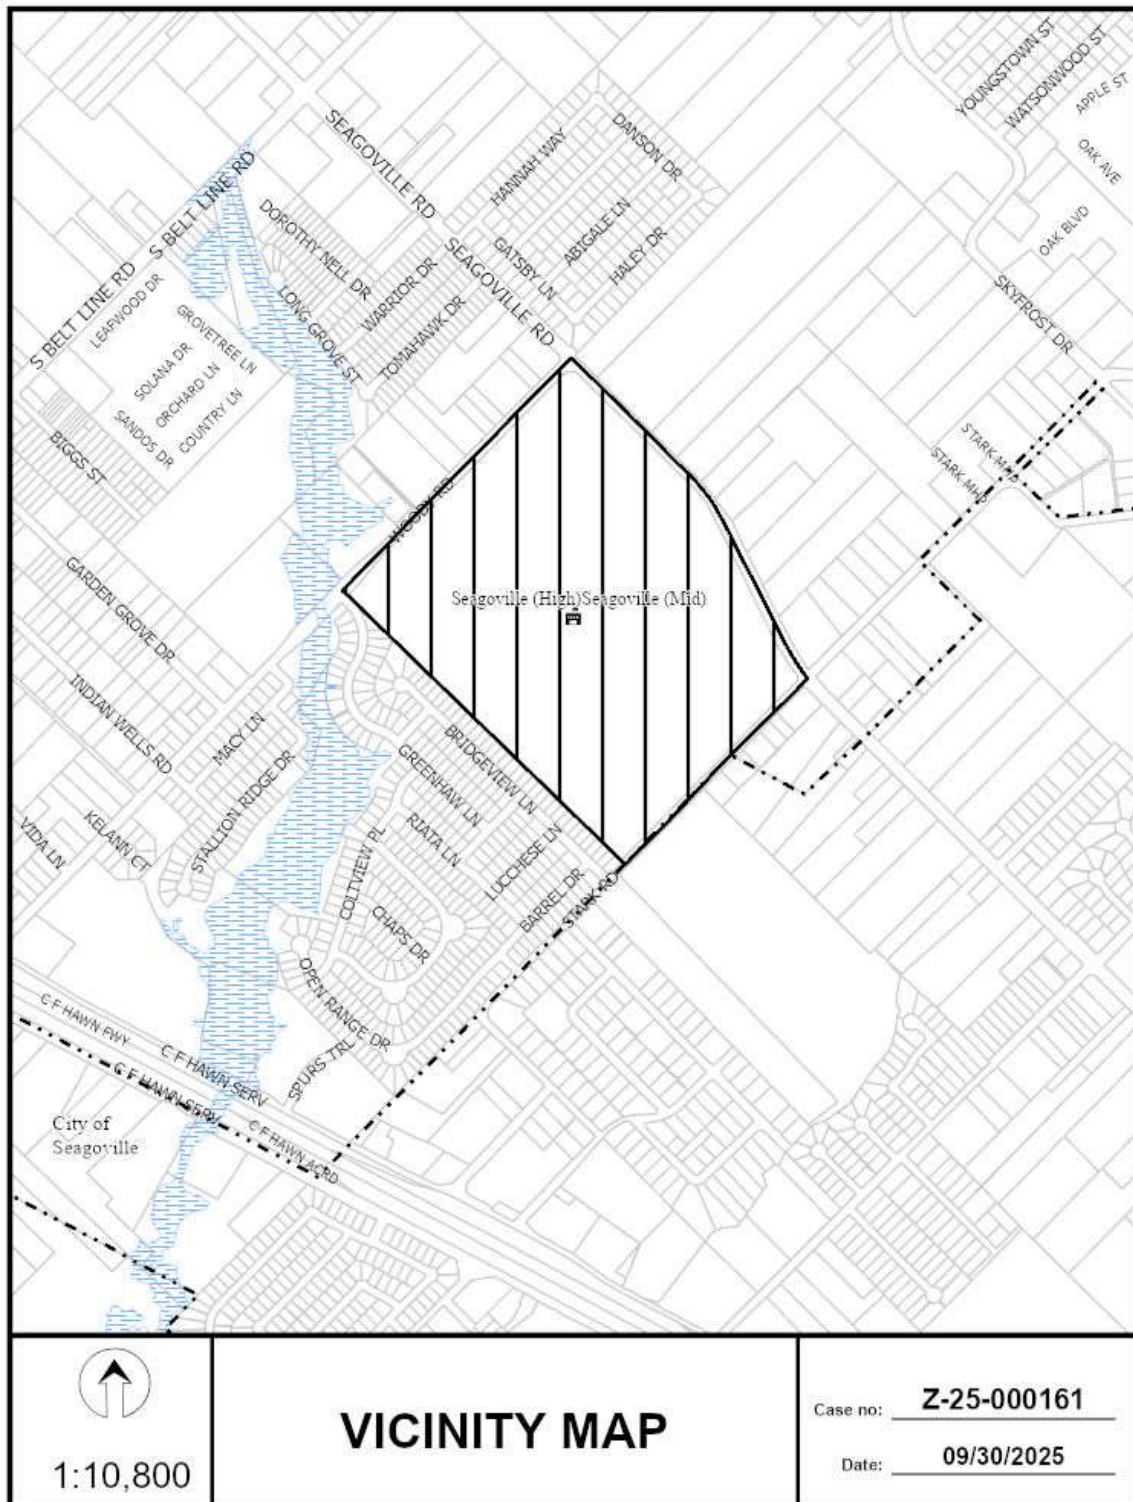 YOUNGSTOWN ST
WATSONWOOD ST
APPLE ST
OAK AVE
OAK BLVD
SKYFROST DR
SEAGOVILLE RD
DANSON DR
HANNAH WAY
ABIGALE LN
GATSBY LN
HALEY DR
SEAGOVILLE RD
S BELT LINE RD
S BELT LINE RD
DOROTHY NELL DR
WARRIOR DR
LONG GROVE ST
TOMAHAWK DR
LEAFWOOD DR
GROVETREE LN
SOLANA DR
ORCHARD LN
COUNTRY LN
SANDOS DR
BIGGS ST
STARK MHP
STARK MHP
WOODY RD
Seagoville (High)Seagoville (Mid)
GARDEN GROVE DR
INDIAN WELLS RD
MACY LN
STALLION RIDGE DR
KELANN CT
VIDA LN
BRIDGEVIEW LN
GREENHAW LN
RIATA LN
LUCCHESE LN
COLTVIEW PL
BARREL DR
STARK RD
CHAPS DR
OPEN RANGE DR
SPURS TRL
C F HAWN FWY
C F HAWN SERV
C F HAWN SERV
C F HAWN ACRD
City of
Seagoville
1:10,800
VICINITY MAP
Case no: Z-25-000161
Date: 09/30/2025